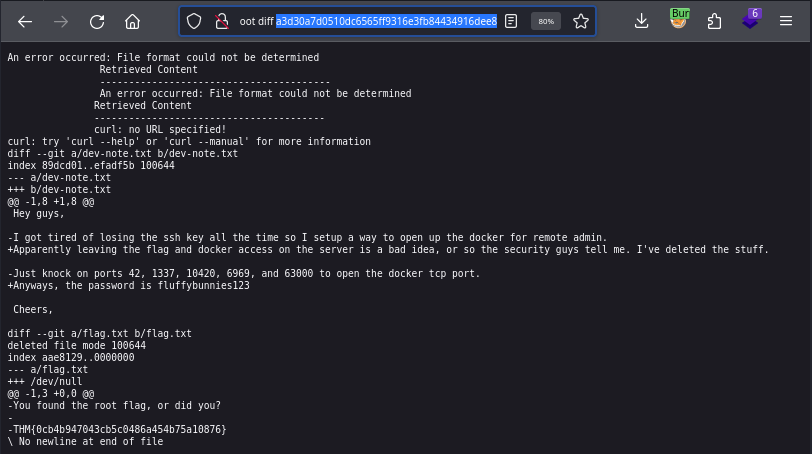 oot diff a3d30a7d0510dc6565ff9316e3fb84434916dee8
80%
Bur
6
An error occurred: File format could not be determined
Retrieved Content
----------------------------------------
An error occurred: File format could not be determined
Retrieved Content
----------------------------------------
curl: no URL specified!
curl: try 'curl --help' or 'curl --manual' for more information
diff --git a/dev-note.txt b/dev-note.txt
index 89dcd01..efadf5b 100644
--- a/dev-note.txt
+++ b/dev-note.txt
@@ -1,8 +1,8 @@
Hey guys,
-I got tired of losing the ssh key all the time so I setup a way to open up the docker for remote admin.
+Apparently leaving the flag and docker access on the server is a bad idea, or so the security guys tell me. I've deleted the stuff.
-Just knock on ports 42, 1337, 10420, 6969, and 63000 to open the docker tcp port.
+Anyways, the password is fluffybunnies123
Cheers,
diff --git a/flag.txt b/flag.txt
deleted file mode 100644
index aae8129..0000000
--- a/flag.txt
+++ /dev/null
@@ -1,3 +0,0 @@
-You found the root flag, or did you?
-
-THM{0cb4b947043cb5c0486a454b75a10876}
\ No newline at end of file